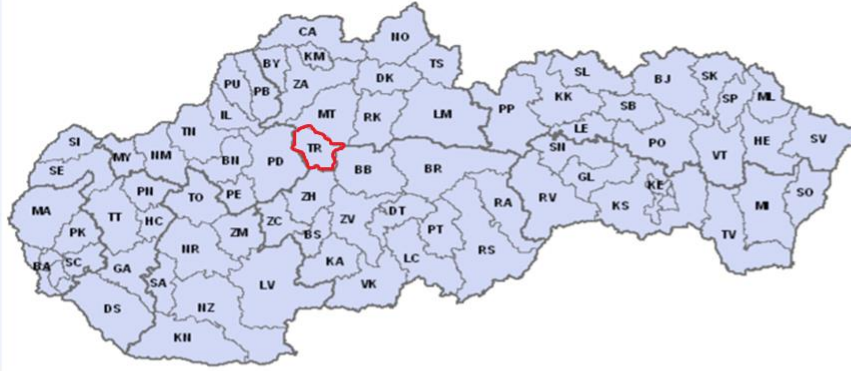 CA
NO
BY
KM
TS
PU
PB
ZA
DK
SL
BJ
SK
ML
IL
MT
RK
LM
PP
KK
SB
SP
TN
LE
SI
MY
NM
BN
PD
TR
BB
BR
SN
PO
VT
HE
SV
SE
GL
KE
PN
TO
PE
ZH
RA
RV
KS
MI
SO
MA
TT
HC
ZC
ZV
DT
PT
PK
ZM
BS
TV
BA
SC
GA
NR
KA
LC
RS
SA
LV
VK
DS
NZ
KN